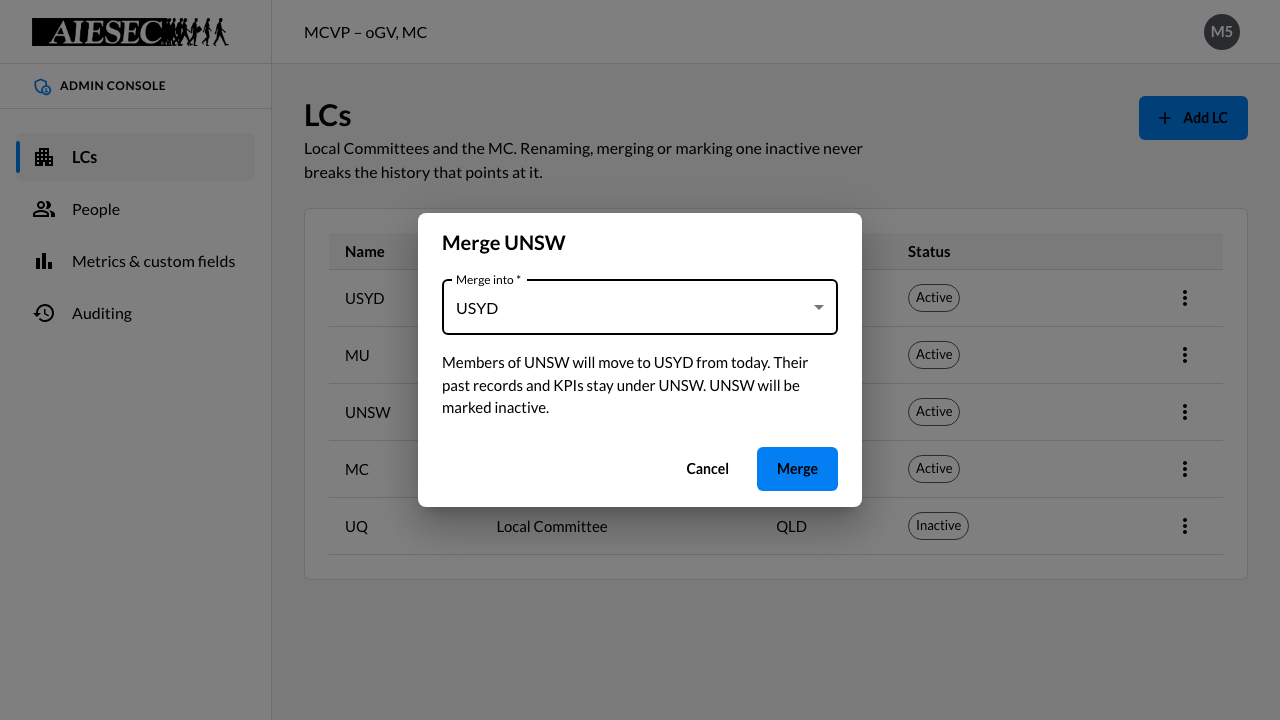 AIESEC
MCVP – oGV, MC
M5
ADMIN CONSOLE
LCs
People
Metrics & custom fields
Auditing
LCs
Local Committees and the MC. Renaming, merging or marking one inactive never
breaks the history that points at it.
+ Add LC
Name
Status
USYD
Active
MU
Active
UNSW
Active
MC
Active
UQ
Local Committee
QLD
Inactive
Merge UNSW
Merge into *
USYD
Members of UNSW will move to USYD from today. Their
past records and KPIs stay under UNSW. UNSW will be
marked inactive.
Cancel
Merge